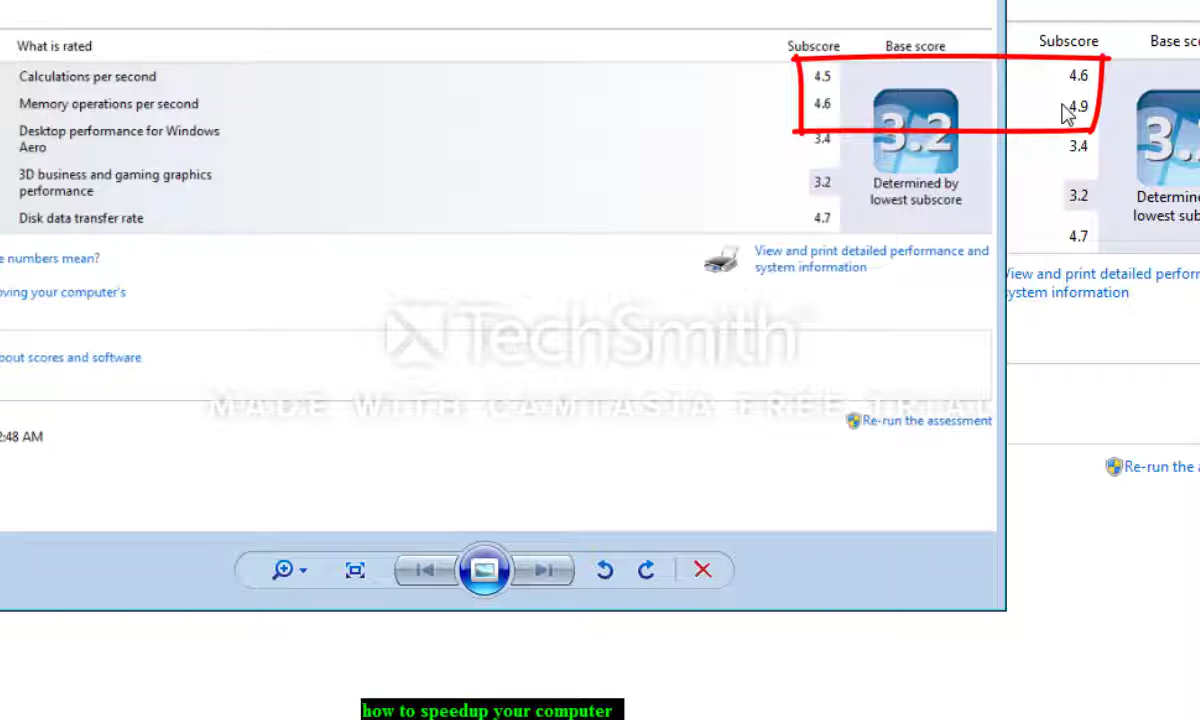 What is rated Subscore Base score
Calculations per second 4.5
Memory operations per second 4.6
Desktop performance for Windows
Aero 3.4
3D business and gaming graphics
performance 3.2
Disk data transfer rate 4.7
3.2
Determined by
lowest subscore
e numbers mean?
oving your computer's
View and print detailed performance and
system information
bout scores and software
2:48 AM
Re-run the assessment
Subscore Base sco
4.6
4.9
3.4
3.2
4.7
3.
Determine
lowest sub
View and print detailed perforr
system information
Re-run the a
TechSmith
MADE WITH CAMTASIA FREE TRIAL
how to speedup your computer